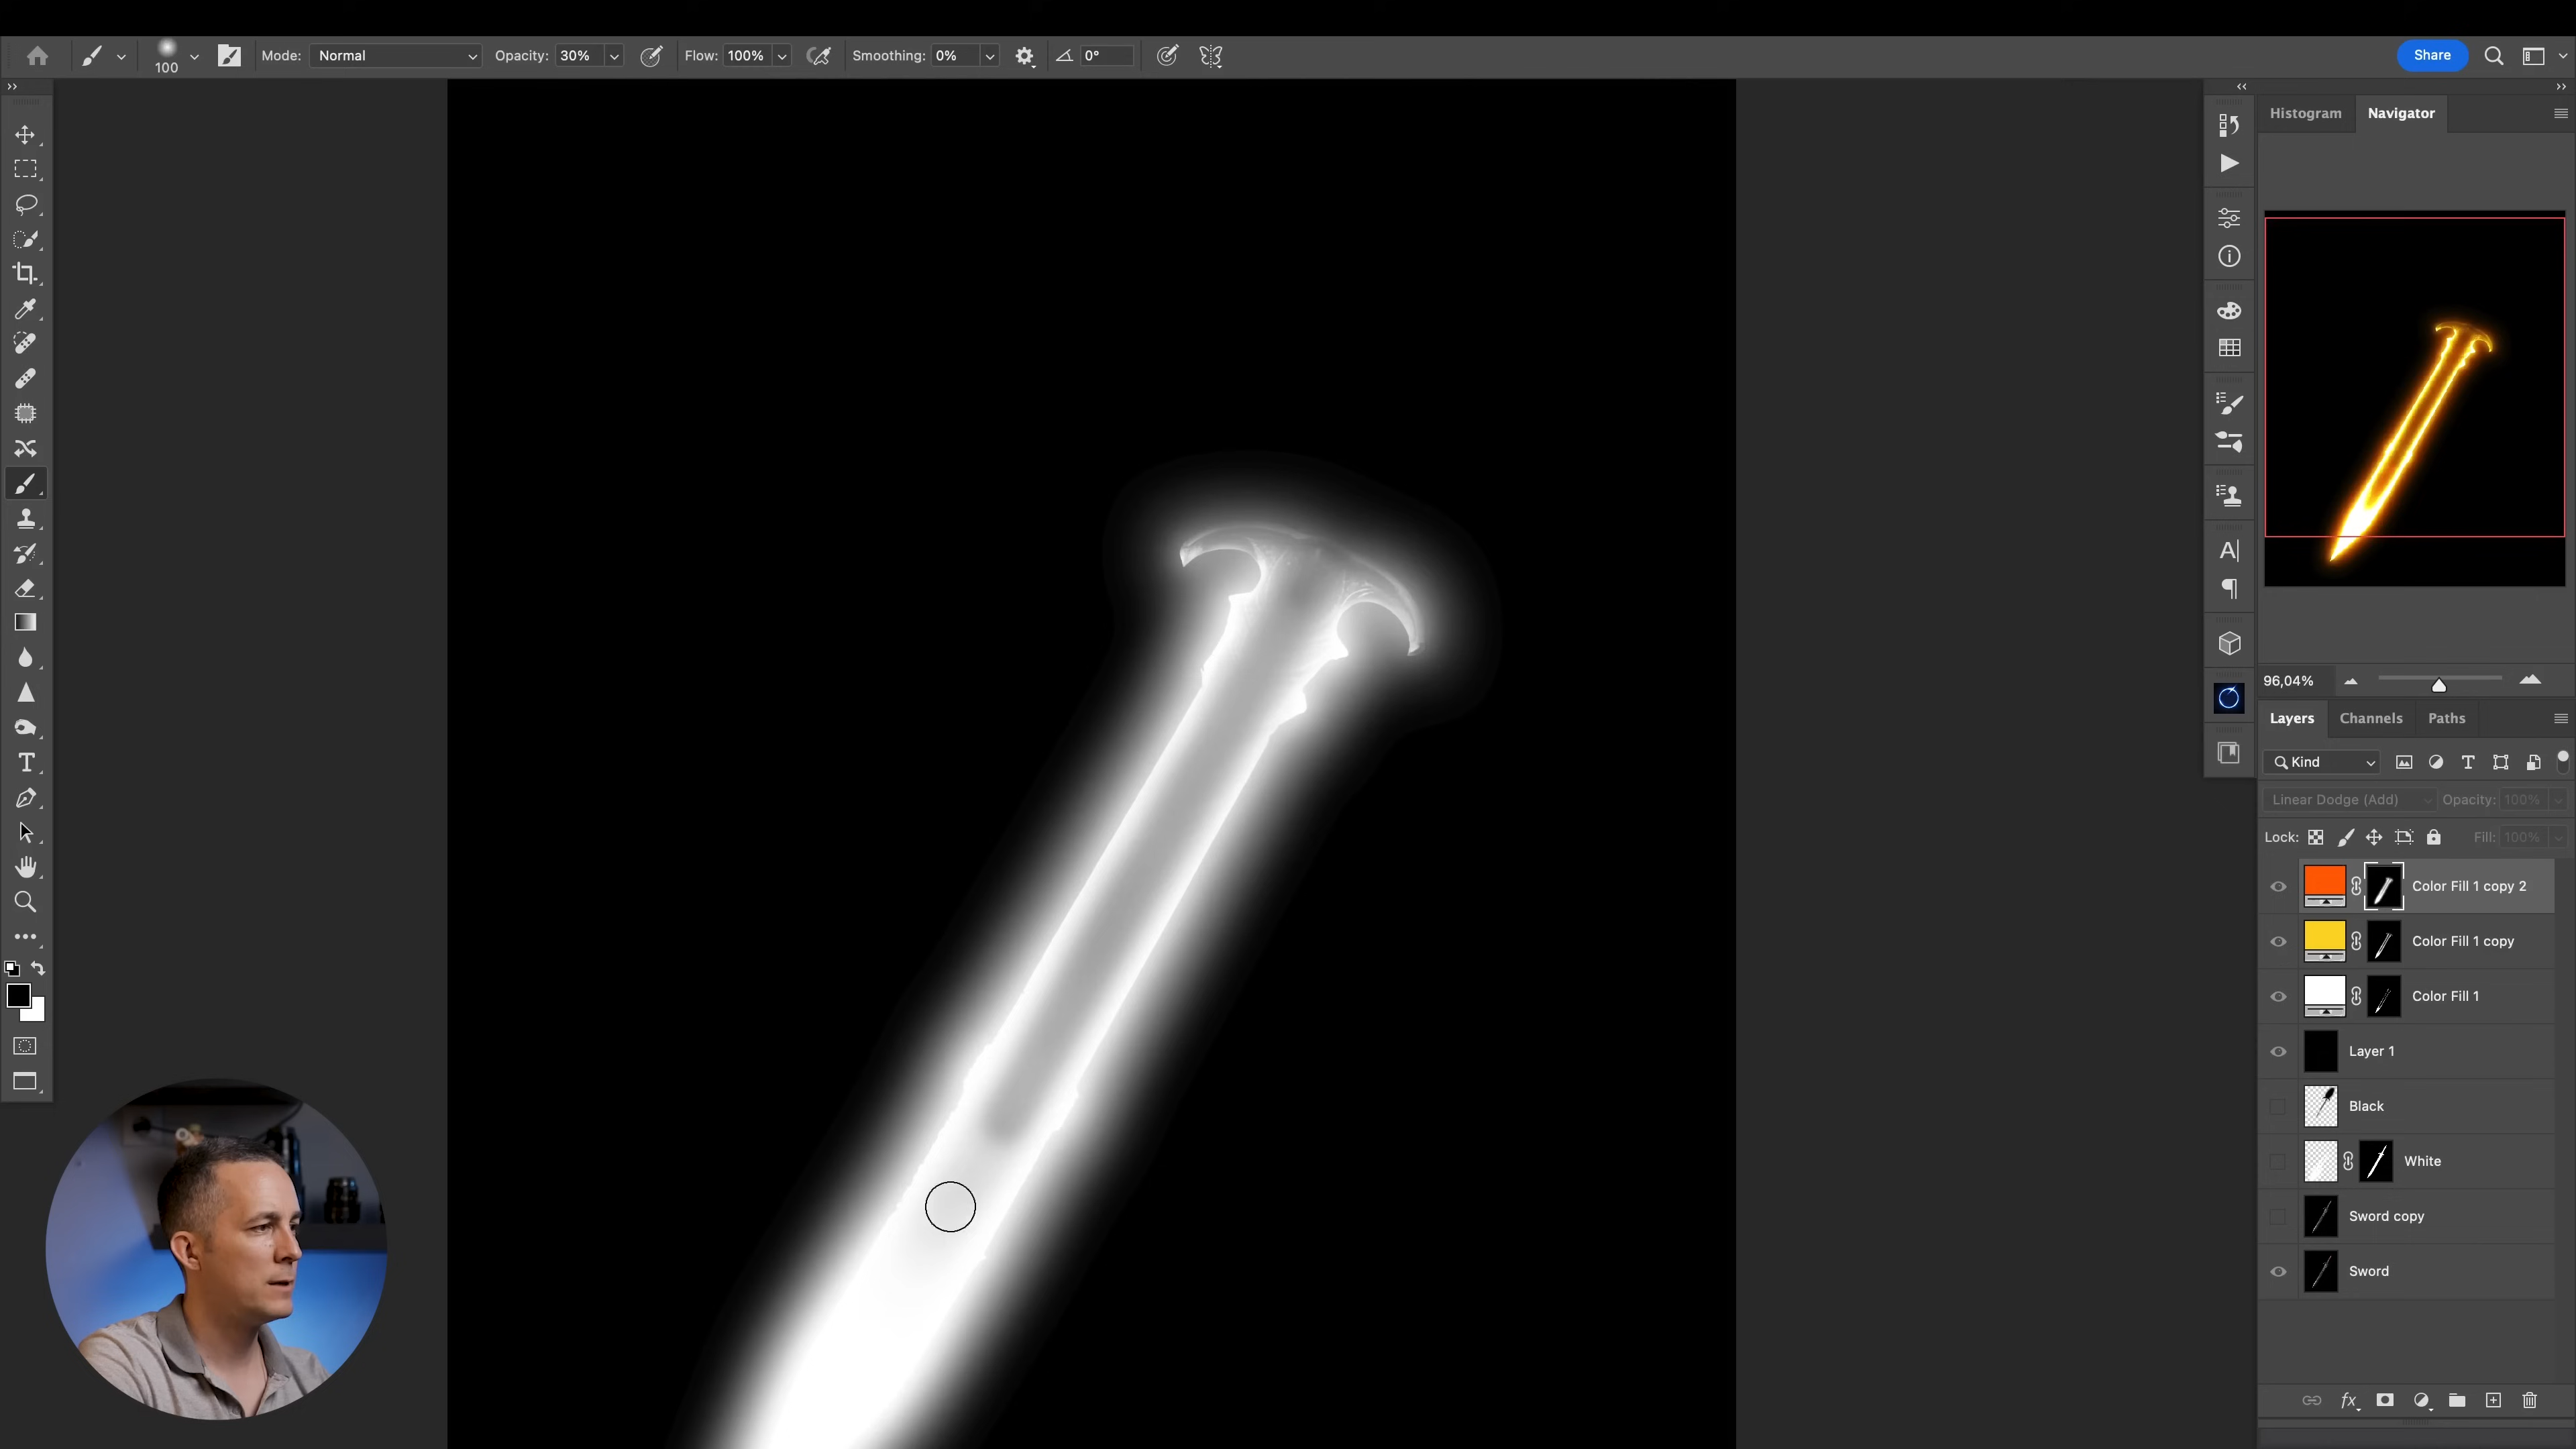 100
Mode: Normal
Opacity: 30%
Flow: 100%
Smoothing: 0%
0°
Share
Histogram
Navigator
96,04%
Layers
Channels
Paths
Kind
Linear Dodge (Add)
Opacity: 100%
Lock:
Fill: 100%
Color Fill 1 copy 2
Color Fill 1 copy
Color Fill 1
Layer 1
Black
White
Sword copy
Sword
fx